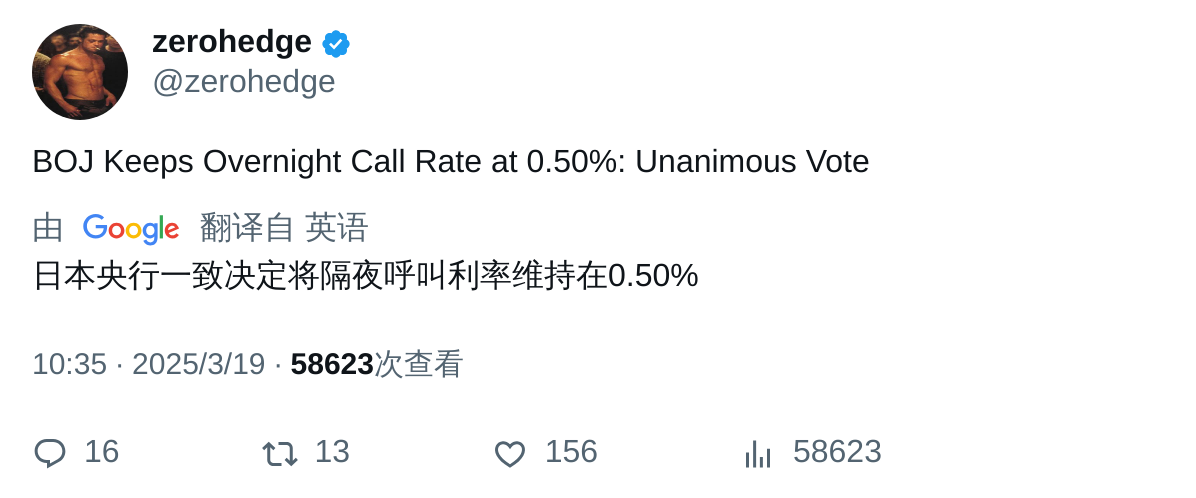 zerohedge
@zerohedge
BOJ Keeps Overnight Call Rate at 0.50%: Unanimous Vote
由 Google 翻译自 英语
日本央行一致决定将隔夜呼叫利率维持在0.50%
10:35 · 2025/3/19 · 58623次查看
16 13 156 58623